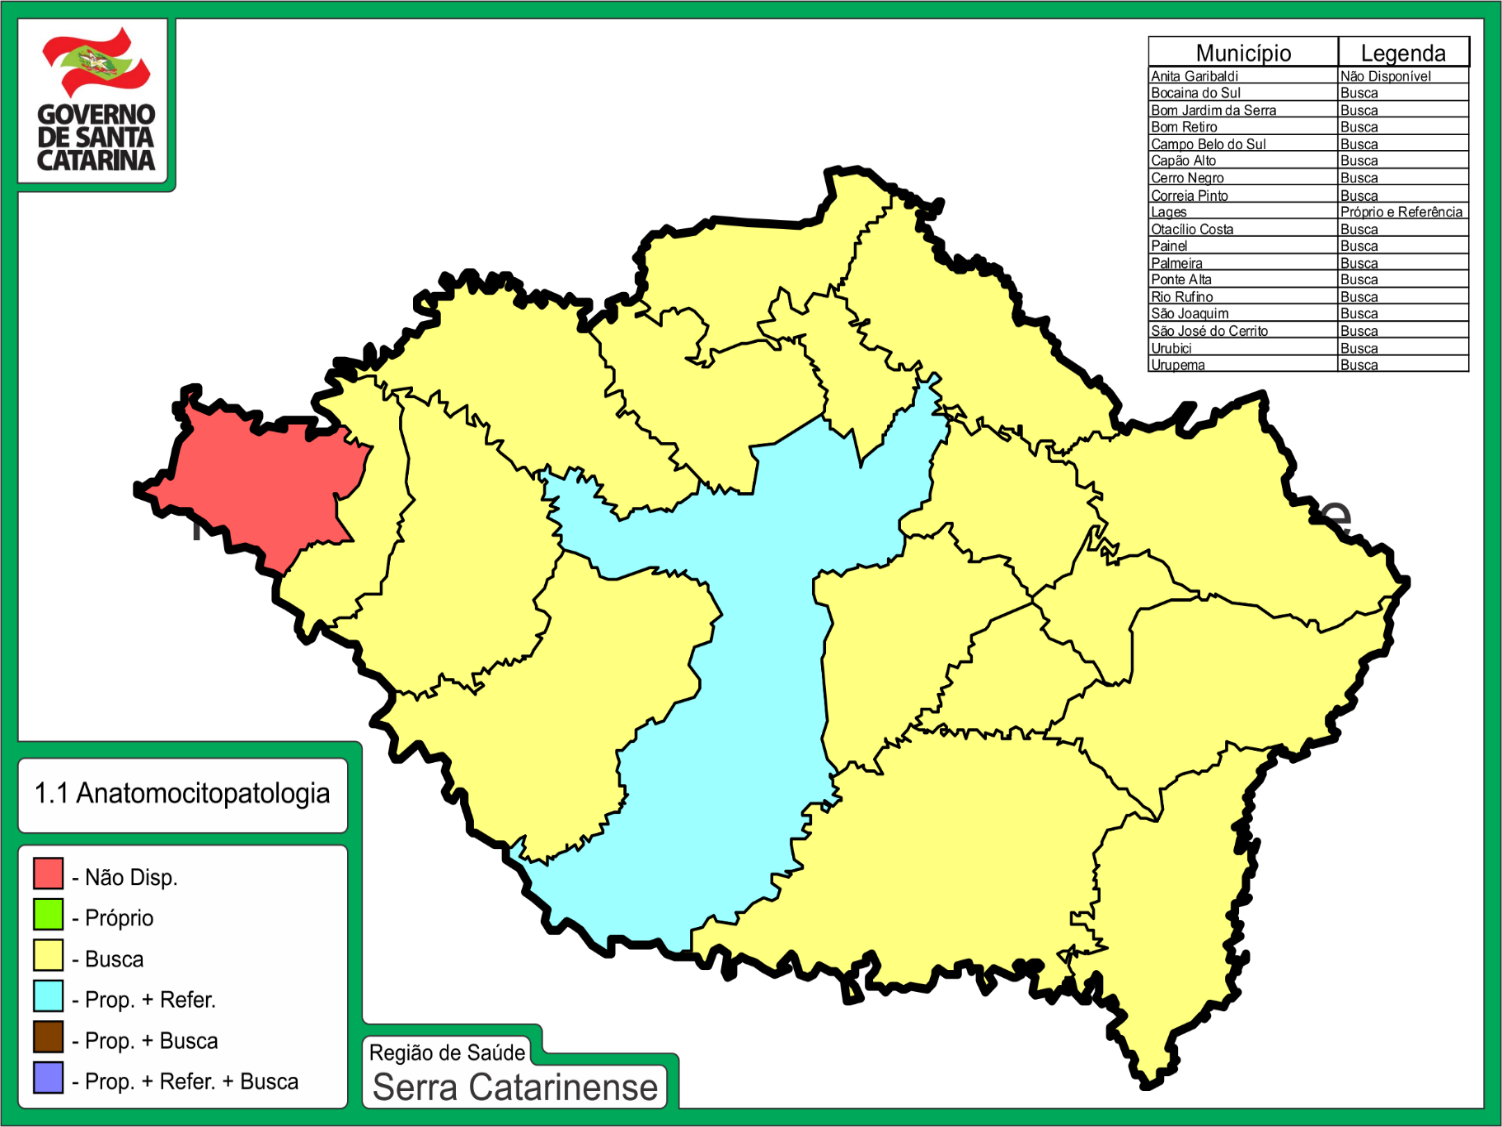 GOVERNO
DE SANTA
CATARINA
Município Legenda
Anita Garibaldi Não Disponível
Bocaina do Sul Busca
Bom Jardim da Serra Busca
Bom Retiro Busca
Campo Belo do Sul Busca
Capão Alto Busca
Cerro Negro Busca
Correia Pinto Busca
Lages Próprio e Referência
Otacílio Costa Busca
Painel Busca
Palmeira Busca
Ponte Alta Busca
Rio Rufino Busca
São Joaquim Busca
São José do Cerrito Busca
Urubici Busca
Urupema Busca
1.1 Anatomocitopatologia
- Não Disp.
- Próprio
- Busca
- Prop. + Refer.
- Prop. + Busca
- Prop. + Refer. + Busca
Região de Saúde
Serra Catarinense